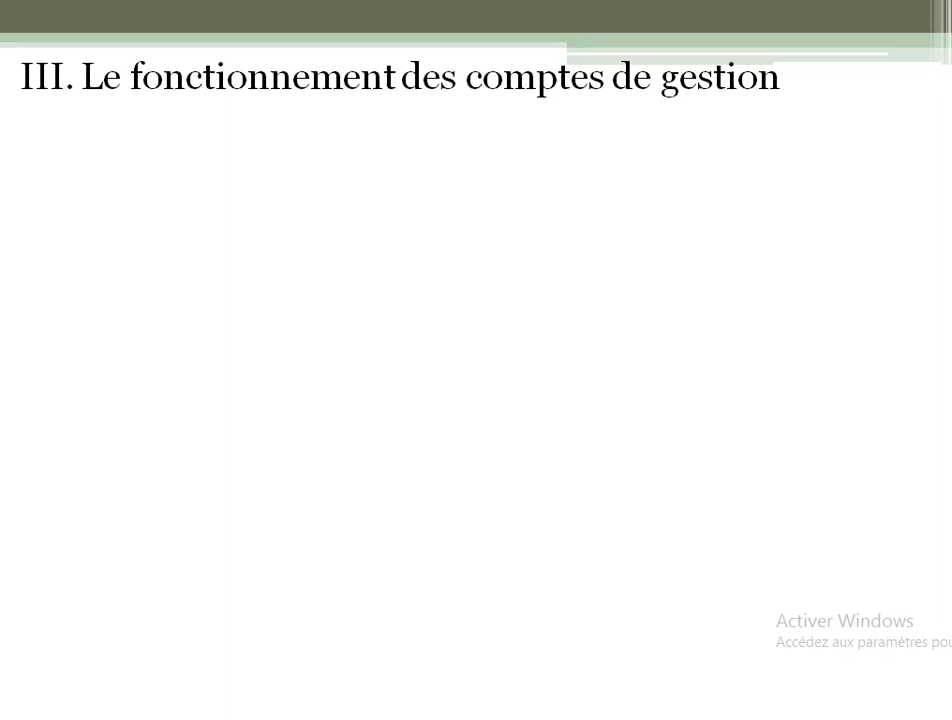 III. Le fonctionnement des comptes de gestion
Activer Windows
Accédez aux paramètres pou